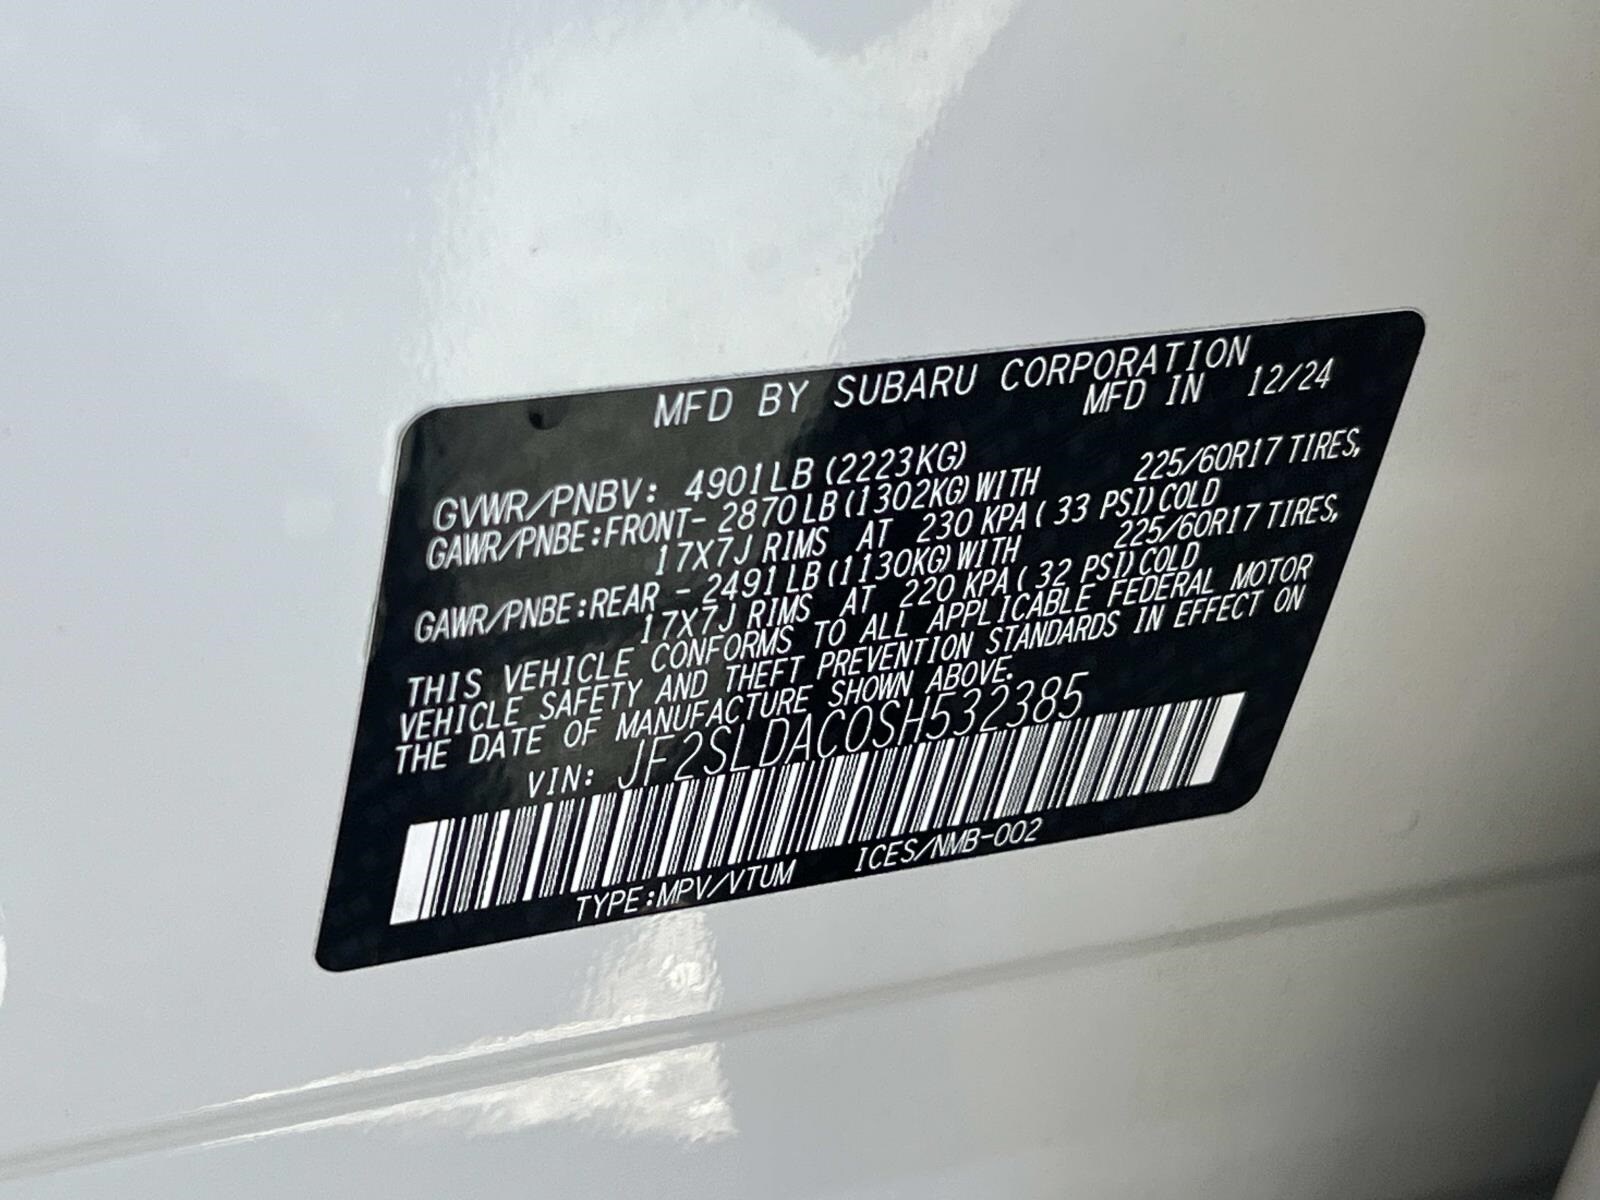 MFD BY SUBARU CORPORATION
MFD IN 12/24
GVWR/PNBV: 4901LB (2223KG)
GAWR/PNBE:FRONT- 2870LB(1302KG)WITH 225/60R17 TIRES,
17X7J RIMS AT 230 KPA( 33 PSI)COLD
GAWR/PNBE:REAR - 2491LB(1130KG)WITH 225/60R17 TIRES,
17X7J RIMS AT 220 KPA( 32 PSI)COLD
THIS VEHICLE CONFORMS TO ALL APPLICABLE FEDERAL MOTOR
VEHICLE SAFETY AND THEFT PREVENTION STANDARDS IN EFFECT ON
THE DATE OF MANUFACTURE SHOWN ABOVE.
VIN: JF2SLDAC0SH532385
TYPE:MPV/VTUM ICES/NMB-002